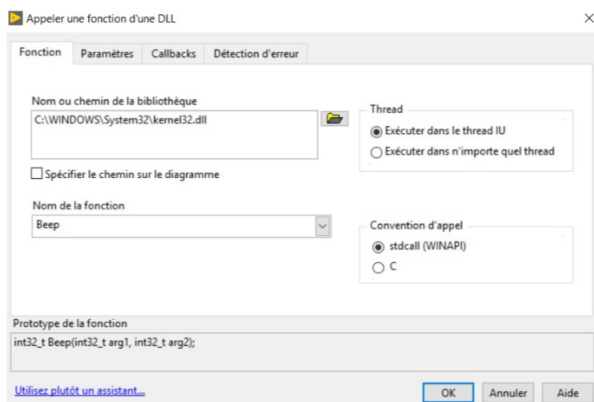 Appeler une fonction d'une DLL
Fonction Paramètres Callbacks Détection d'erreur
Nom ou chemin de la bibliothèque
C:\WINDOWS\System32\kernel32.dll
Spécifier le chemin sur le diagramme
Nom de la fonction
Beep
Thread
Exécuter dans le thread IU
Exécuter dans n'importe quel thread
Convention d'appel
stdcall (WINAPI)
C
Prototype de la fonction
int32_t Beep(int32_t arg1, int32_t arg2);
Utilisez plutôt un assistant...
OK Annuler Aide